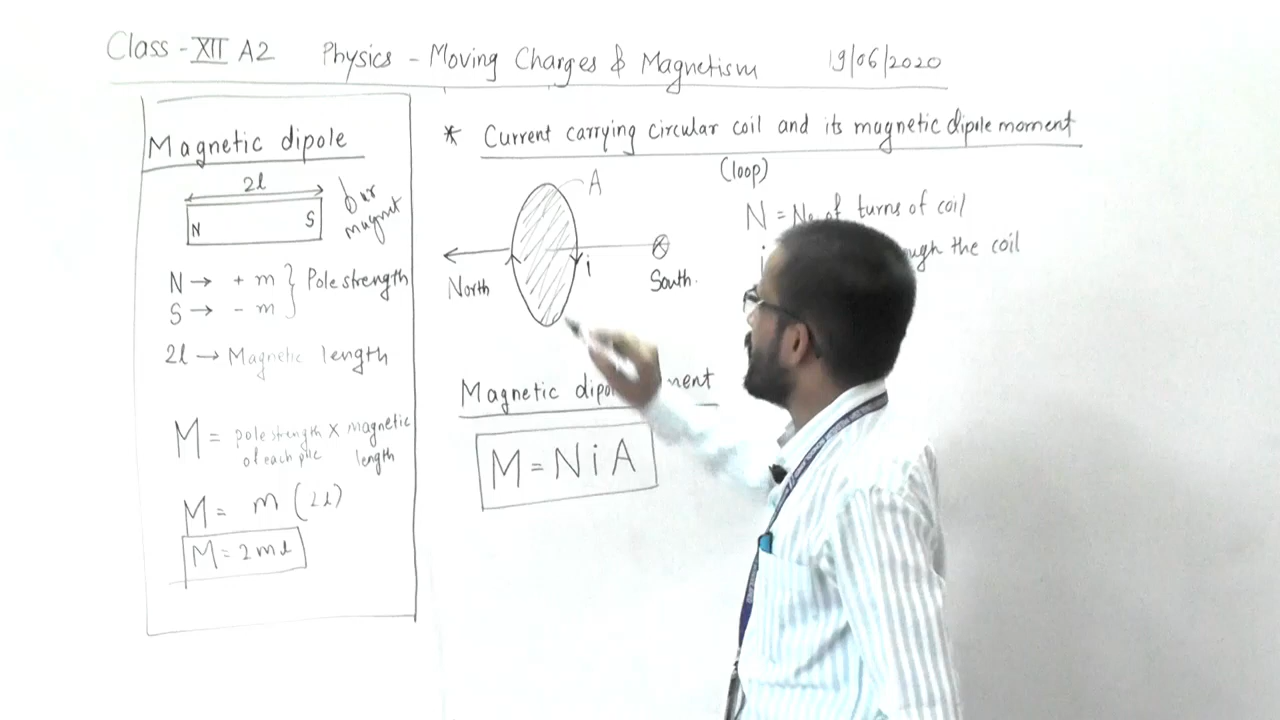 Class - XII A2 Physics - Moving Charges & Magnetism 19/06/2020
Magnetic dipole
2l
N S
bar
magnet
N → + m } Pole strength
S → - m
2l → Magnetic length
M = pole strength X magnetic
of each pole length
M = m (2l)
M = 2ml
* Current carrying circular coil and its magnetic dipole moment
(loop)
A
i
North
South.
N = No of turns of coil
i
the coil
Magnetic
M = NiA